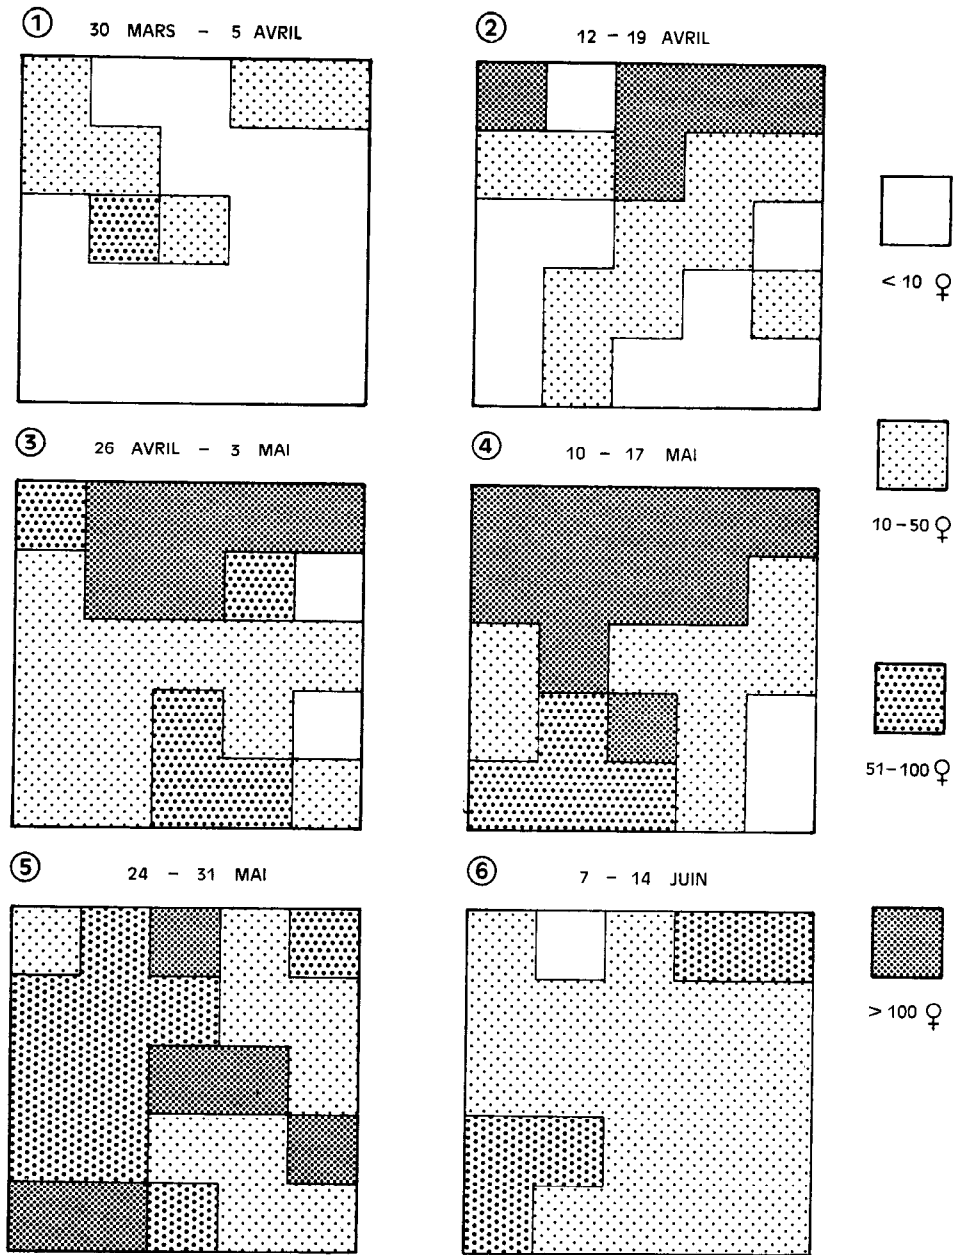 ① 30 MARS – 5 AVRIL
② 12 – 19 AVRIL
< 10 ♀
③ 26 AVRIL – 3 MAI
④ 10 – 17 MAI
10 – 50 ♀
51 – 100 ♀
⑤ 24 – 31 MAI
⑥ 7 – 14 JUIN
> 100 ♀